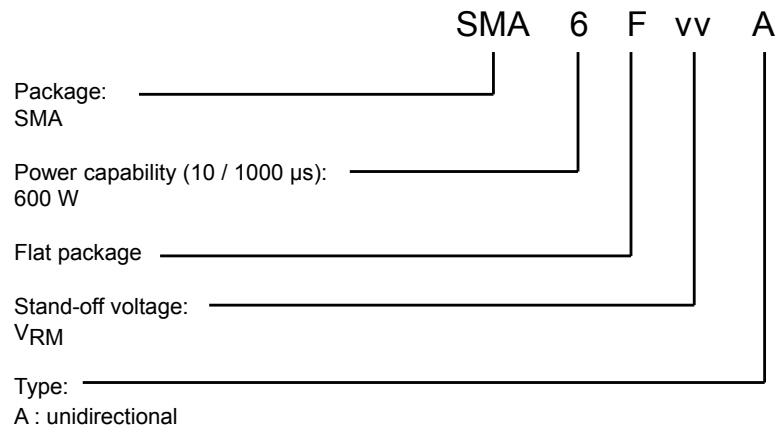 SMA 6 F vv A
Package:
SMA
Power capability (10 / 1000 µs):
600 W
Flat package
Stand-off voltage:
VRM
Type:
A : unidirectional